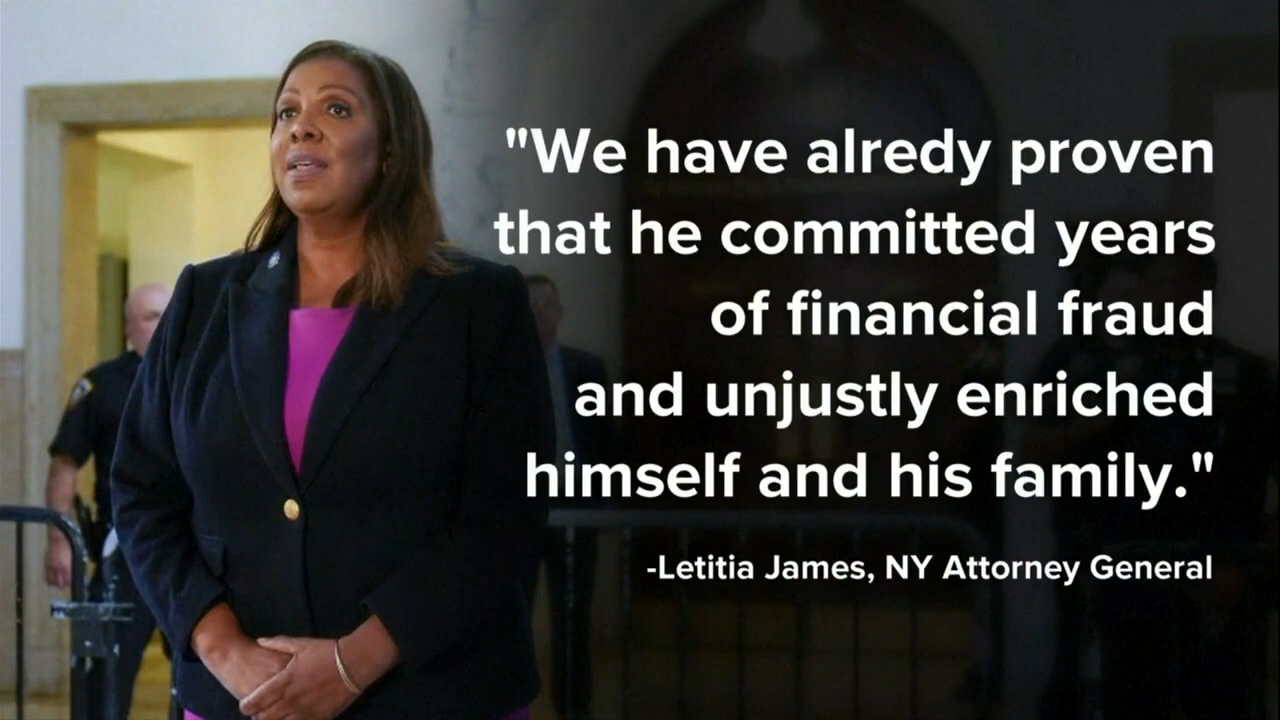 "We have alredy proven
that he committed years
of financial fraud
and unjustly enriched
himself and his family."
-Letitia James, NY Attorney General